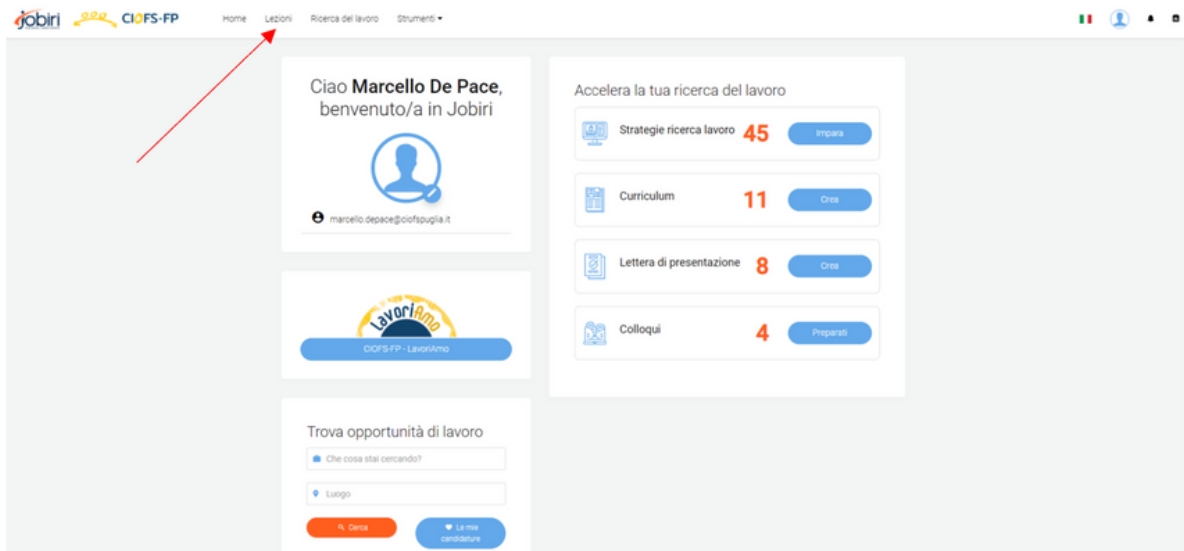 jobiri
CIOFS-FP
Home Lezioni Ricerca del lavoro Strumenti
Ciao Marcello De Pace,
benvenuto/a in Jobiri
marcello.depace@ciofspuglia.it
LavoriAmo
CIOFS-FP - LavoriAmo
Trova opportunità di lavoro
Che cosa stai cercando?
Luogo
Cerca
Le mie
candidature
Accelera la tua ricerca del lavoro
Strategie ricerca lavoro 45 Impara
Curriculum 11 Crea
Lettera di presentazione 8 Crea
Colloqui 4 Preparati